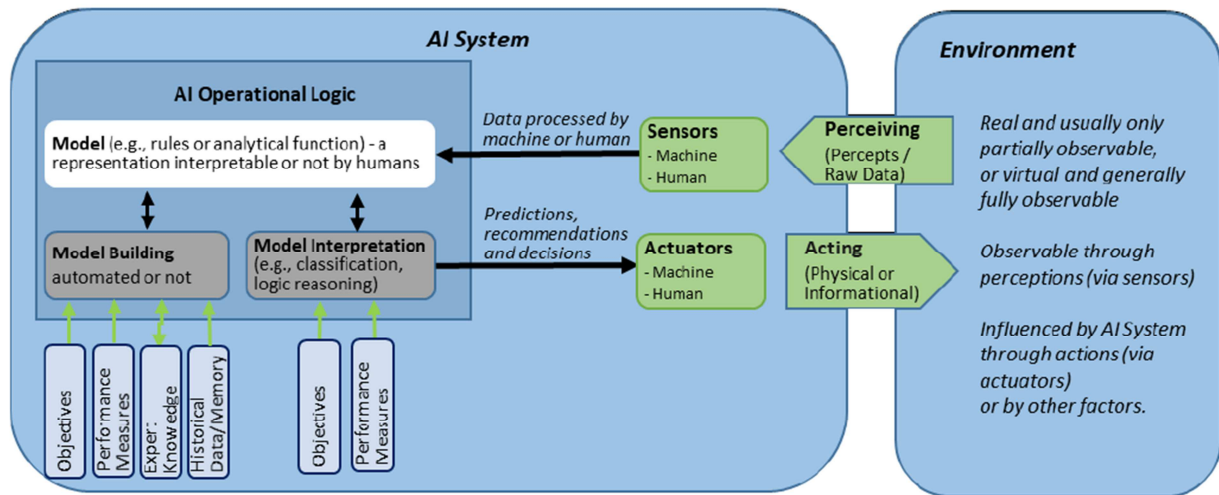 AI System
Environment
AI Operational Logic
Model (e.g., rules or analytical function) - a
representation interpretable or not by humans
Data processed by
machine or human
Sensors
- Machine
- Human
Perceiving
(Percepts /
Raw Data)
Real and usually only
partially observable,
or virtual and generally
fully observable
Model Building
automated or not
Model Interpretation
(e.g., classification,
logic reasoning)
Predictions,
recommendations
and decisions
Actuators
- Machine
- Human
Acting
(Physical or
Informational)
Observable through
perceptions (via sensors)
Influenced by AI System
through actions (via
actuators)
or by other factors.
Objectives
Performance
Measures
Expert
Knowledge
Historical
Data/Memory
Objectives
Performance
Measures